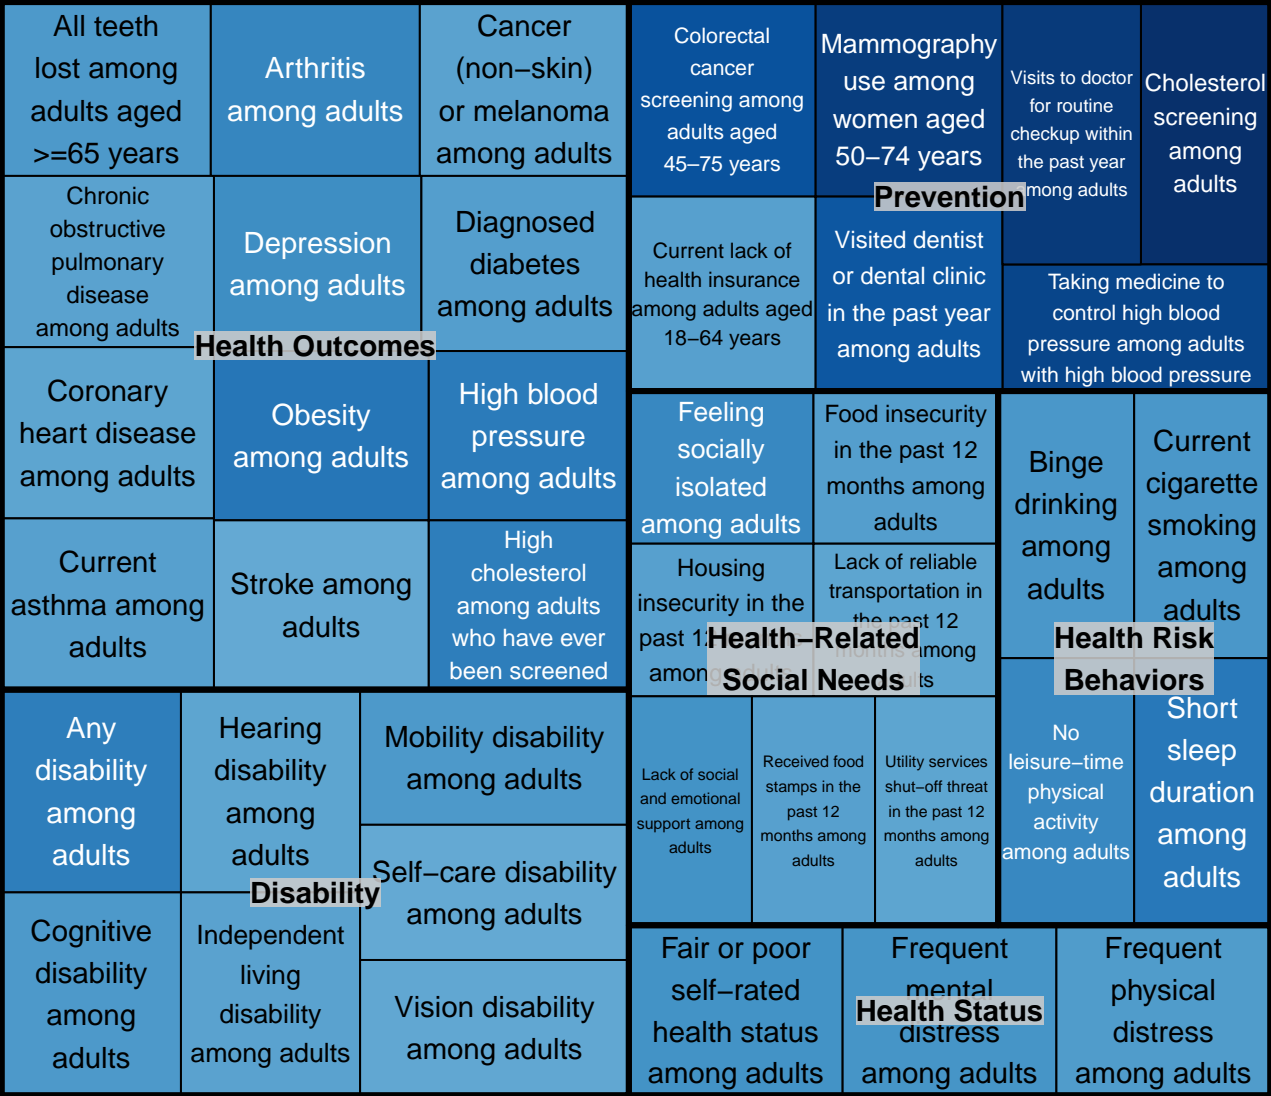 All teeth
lost among
adults aged
>=65 years
Arthritis
among adults
Cancer
(non−skin)
or melanoma
among adults
Chronic
obstructive
pulmonary
disease
among adults
Depression
among adults
Diagnosed
diabetes
among adults
Health Outcomes
Coronary
heart disease
among adults
Obesity
among adults
High blood
pressure
among adults
Current
asthma among
adults
Stroke among
adults
High
cholesterol
among adults
who have ever
been screened
Colorectal
cancer
screening among
adults aged
45−75 years
Mammography
use among
women aged
50−74 years
Visits to doctor
for routine
checkup within
the past year
among adults
Cholesterol
screening
among
adults
Prevention
Current lack of
health insurance
among adults aged
18−64 years
Visited dentist
or dental clinic
in the past year
among adults
Taking medicine to
control high blood
pressure among adults
with high blood pressure
Feeling
socially
isolated
among adults
Food insecurity
in the past 12
months among
adults
Housing
insecurity in the
past 12
among adults
Lack of reliable
transportation in
the past 12
months among
adults
Health−Related
Social Needs
Lack of social
and emotional
support among
adults
Received food
stamps in the
past 12
months among
adults
Utility services
shut−off threat
in the past 12
months among
adults
Binge
drinking
among
adults
Current
cigarette
smoking
among
adults
Health Risk
Behaviors
No
leisure−time
physical
activity
among adults
Short
sleep
duration
among
adults
Any
disability
among
adults
Hearing
disability
among
adults
Mobility disability
among adults
Self−care disability
among adults
Disability
Cognitive
disability
among
adults
Independent
living
disability
among adults
Vision disability
among adults
Fair or poor
self−rated
health status
among adults
Frequent
mental
distress
among adults
Health Status
Frequent
physical
distress
among adults